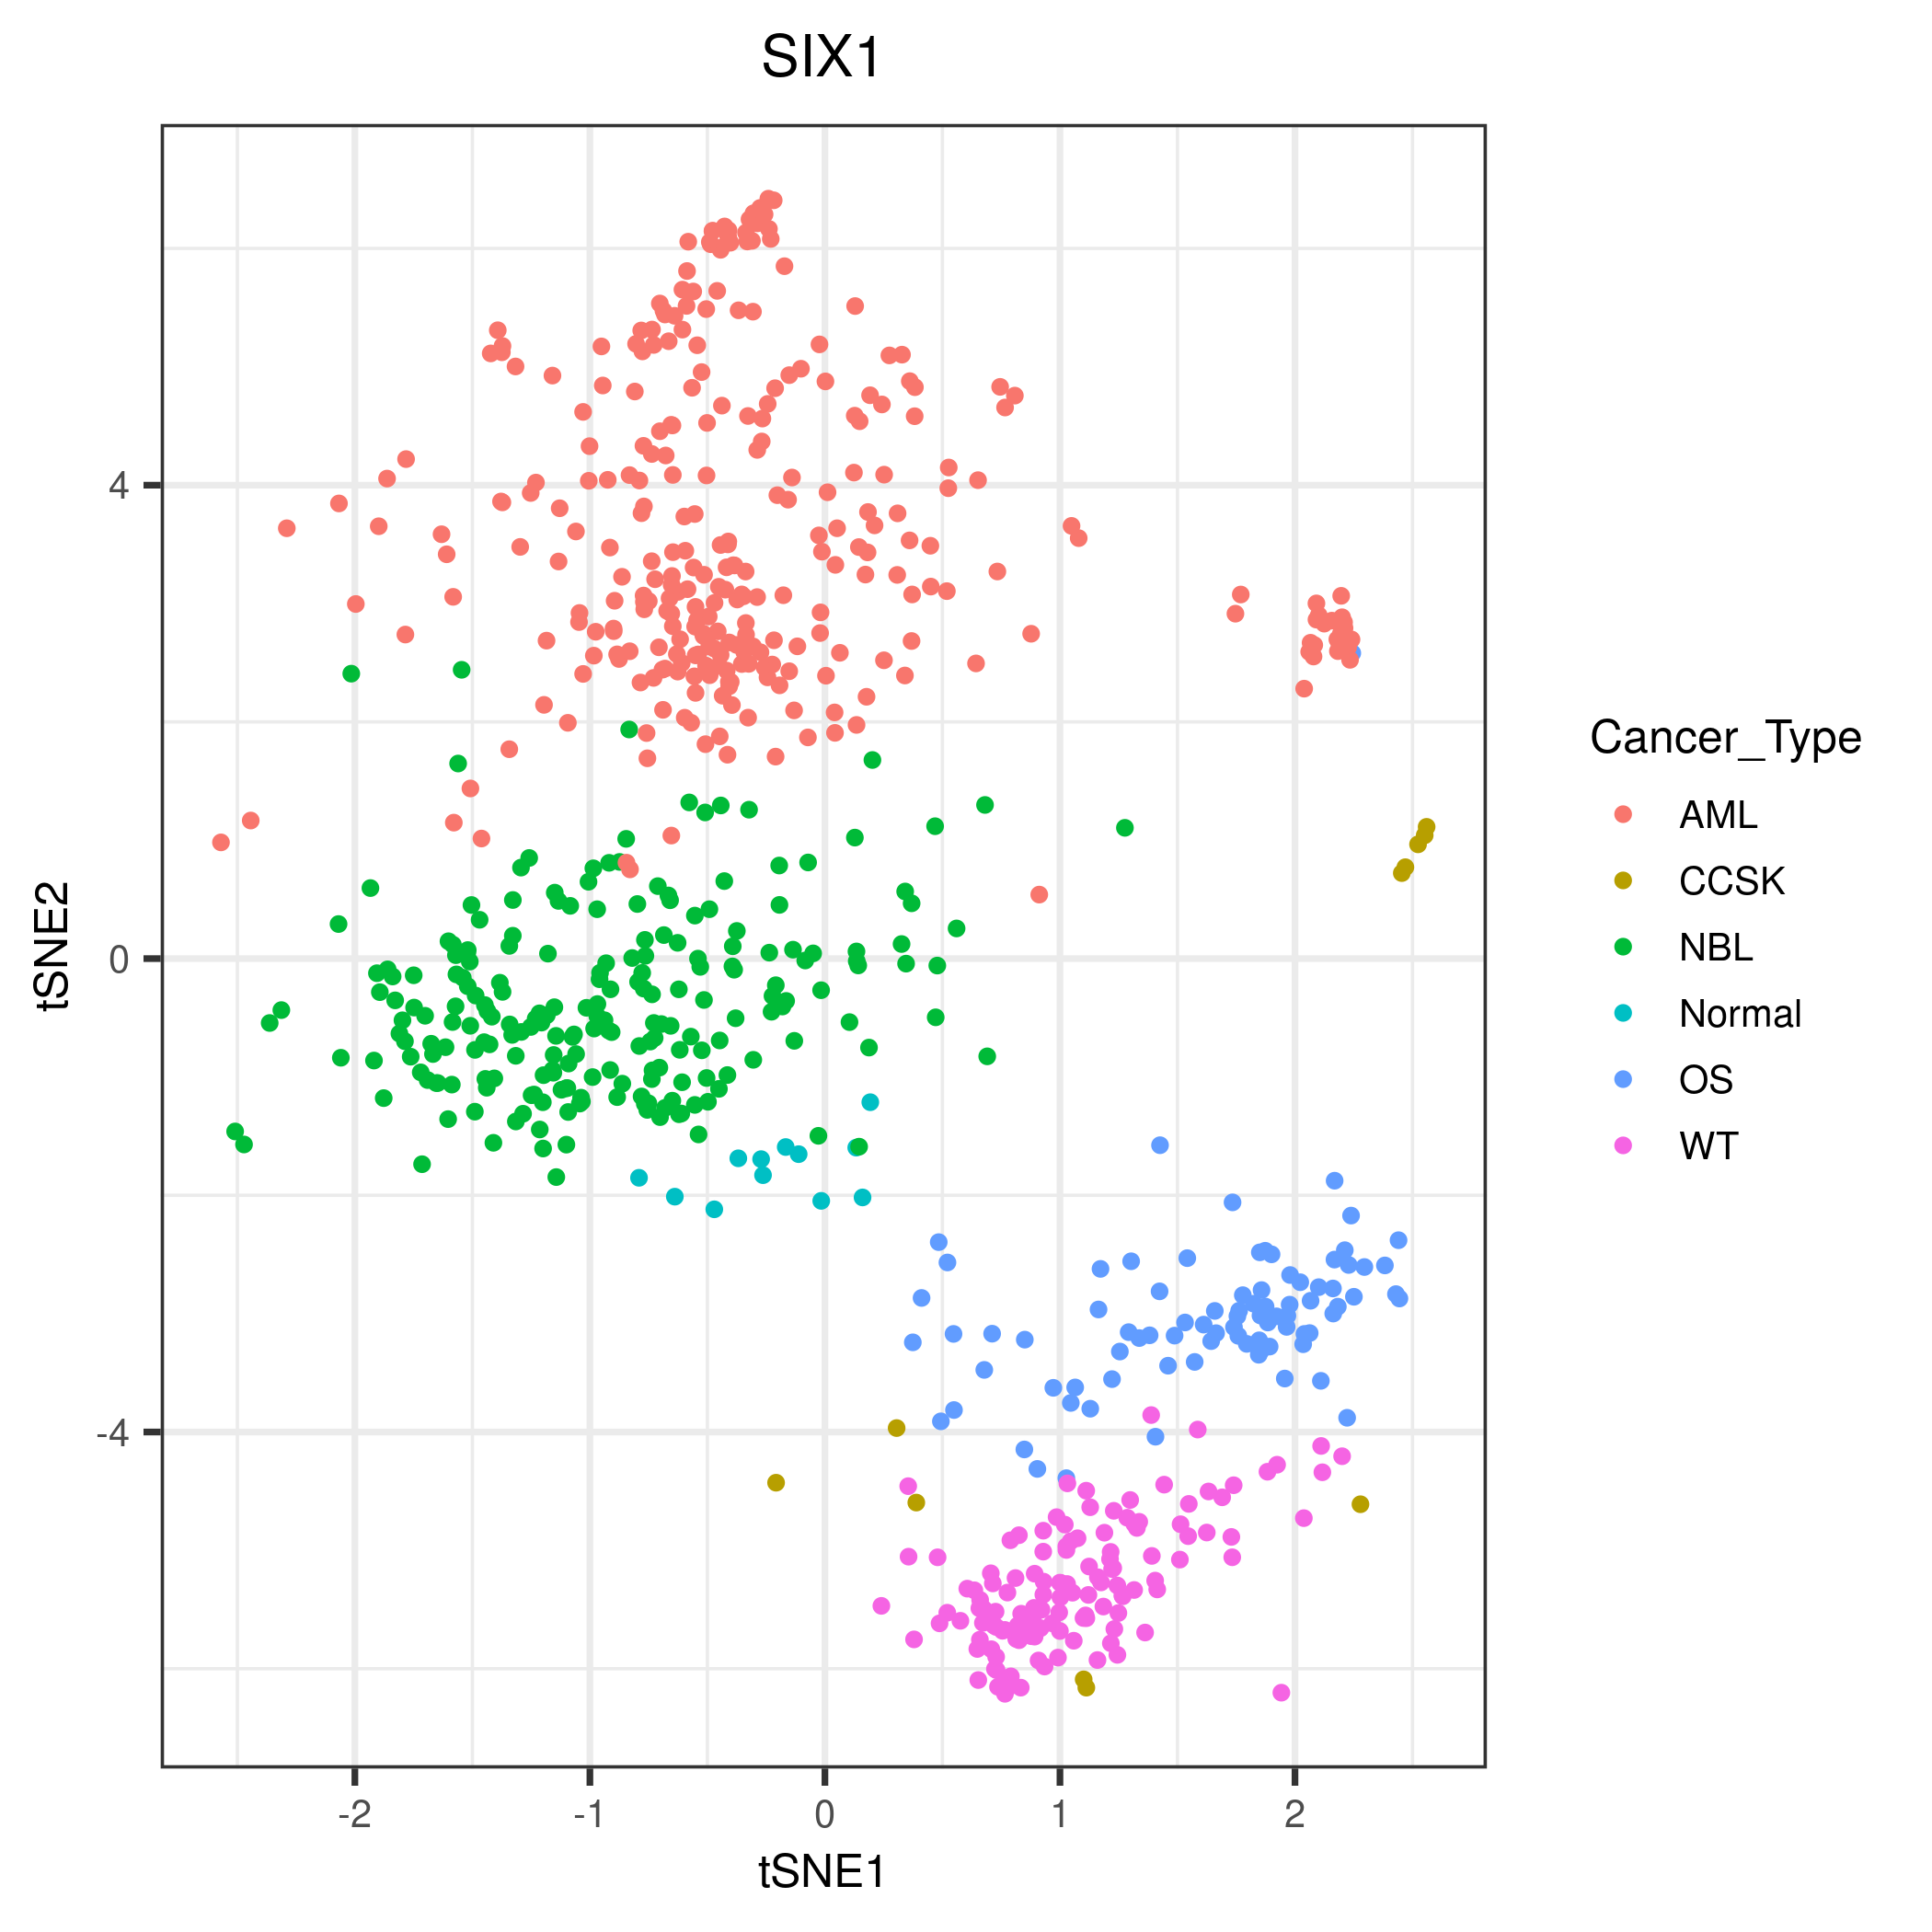 SIX1
4
0
-4
tSNE2
-2
-1
0
1
2
tSNE1
Cancer_Type
AML
CCSK
NBL
Normal
OS
WT